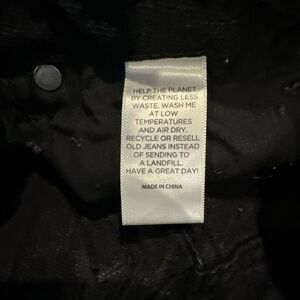 HELP THE PLANET
BY CREATING LESS
WASTE. WASH ME
AT LOW
TEMPERATURES
AND AIR DRY.
RECYCLE OR RESELL
OLD JEANS INSTEAD
OF SENDING TO
A LANDFILL.
HAVE A GREAT DAY!
MADE IN CHINA